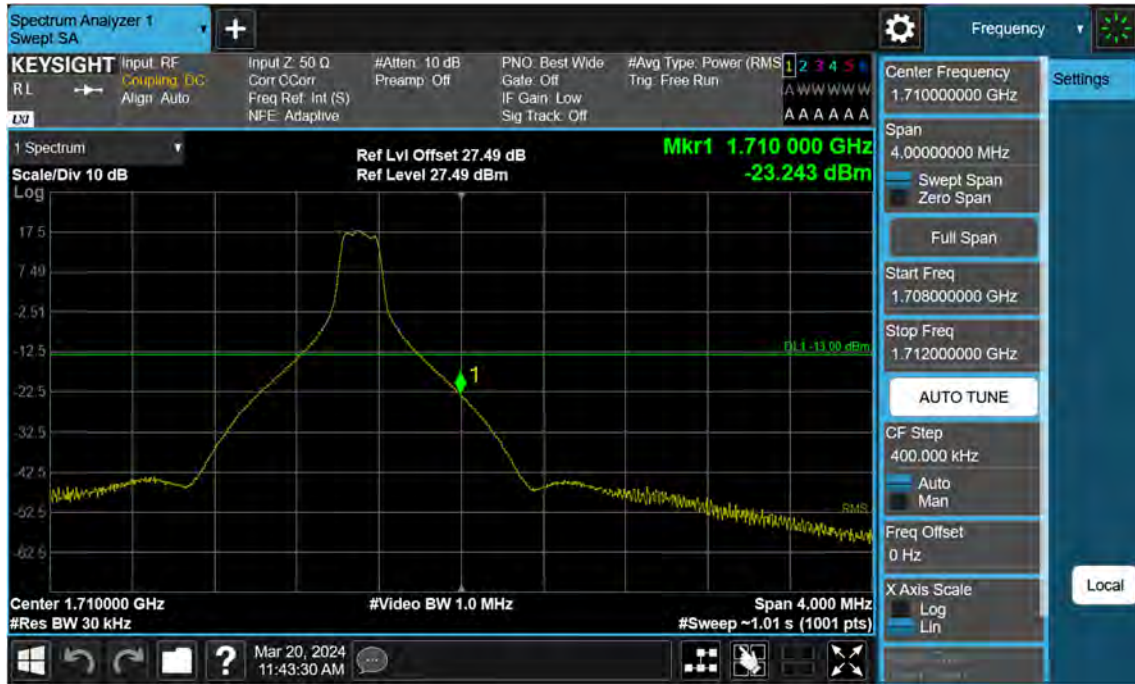 Spectrum Analyzer 1
Swept SA
+
Frequency
KEYSIGHT
RL
LXI
Input: RF
Coupling: DC
Align: Auto
Input Z: 50 Ω
Corr CCorr
Freq Ref: Int (S)
NFE: Adaptive
#Atten: 10 dB
Preamp: Off
PNO: Best Wide
Gate: Off
IF Gain: Low
Sig Track: Off
#Avg Type: Power (RMS
Trig: Free Run
1 2 3 4 5 6
A W W W W W
A A A A A A
1 Spectrum
Scale/Div 10 dB
Log
Ref Lvl Offset 27.49 dB
Ref Level 27.49 dBm
Mkr1 1.710 000 GHz
-23.243 dBm
17.5
7.49
-2.51
-12.5
-22.5
-32.5
-42.5
-52.5
-62.5
DL1 -13.00 dBm
1
RMS
Center 1.710000 GHz
#Res BW 30 kHz
#Video BW 1.0 MHz
Span 4.000 MHz
#Sweep ~1.01 s (1001 pts)
?
Mar 20, 2024
11:43:30 AM
Center Frequency
1.710000000 GHz
Span
4.00000000 MHz
Swept Span
Zero Span
Full Span
Start Freq
1.708000000 GHz
Stop Freq
1.712000000 GHz
AUTO TUNE
CF Step
400.000 kHz
Auto
Man
Freq Offset
0 Hz
X Axis Scale
Log
Lin
Settings
Local